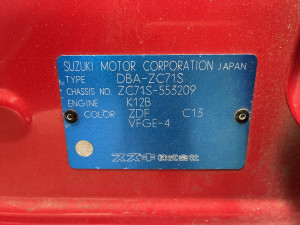 SUZUKI MOTOR CORPORATION JAPAN
TYPE DBA-ZC71S
CHASSIS NO. ZC71S-553209
ENGINE K12B
COLOR ZDF C13
VFGE-4
スズキ株式会社